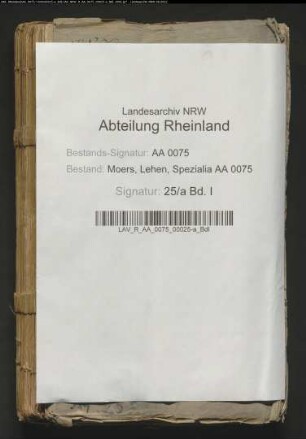 Landesarchiv NRW
Abteilung Rheinland
Bestands-Signatur: AA 0075
Bestand: Moers, Lehen, Spezialia AA 0075
Signatur: 25/a Bd. I
LAV_R_AA_0075_00025-a_BdI